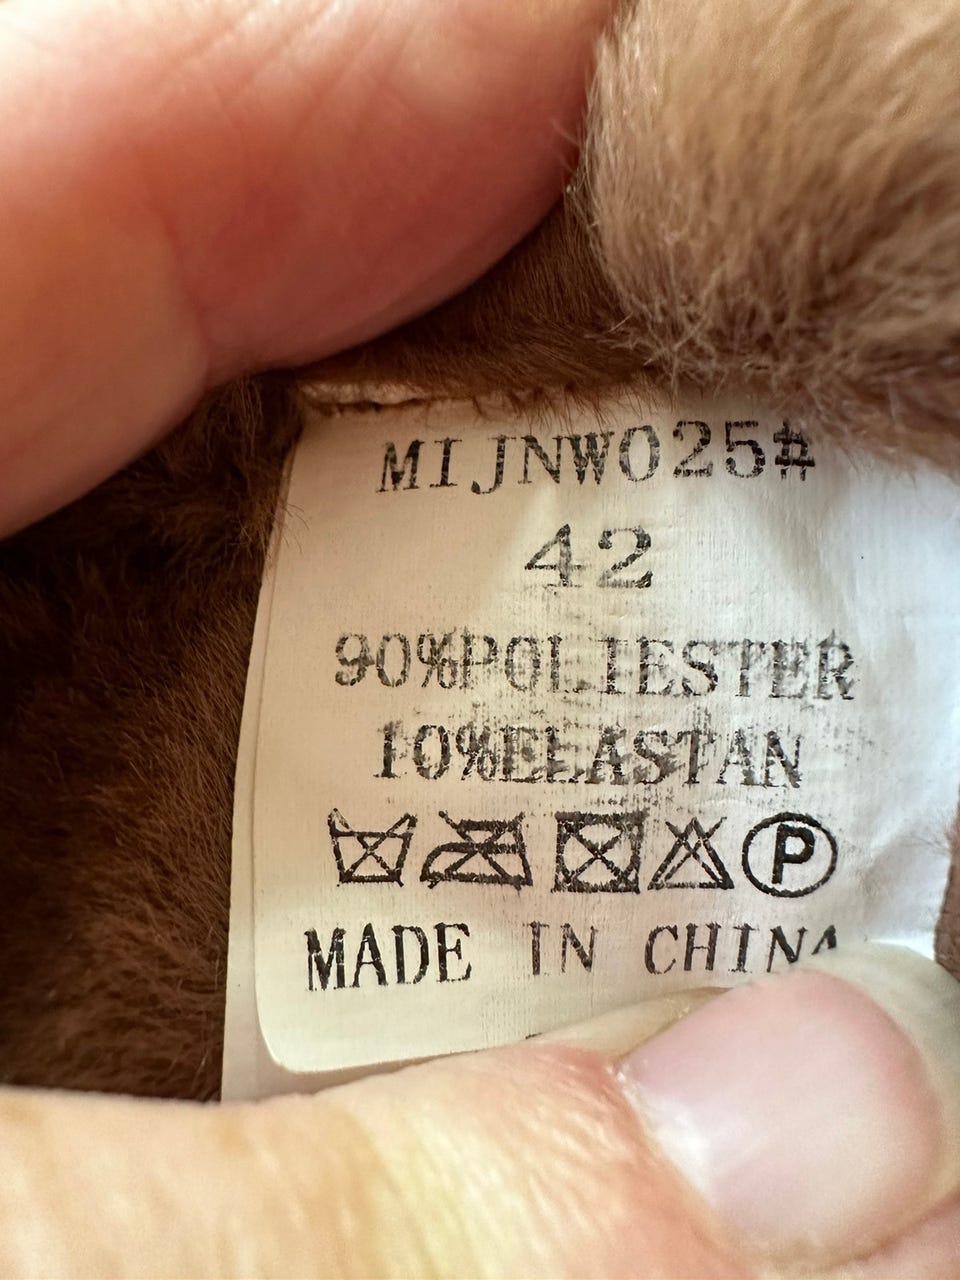 MIJNW025#
42
90%POLIESTER
10%ELASTAN
P
MADE IN CHINA